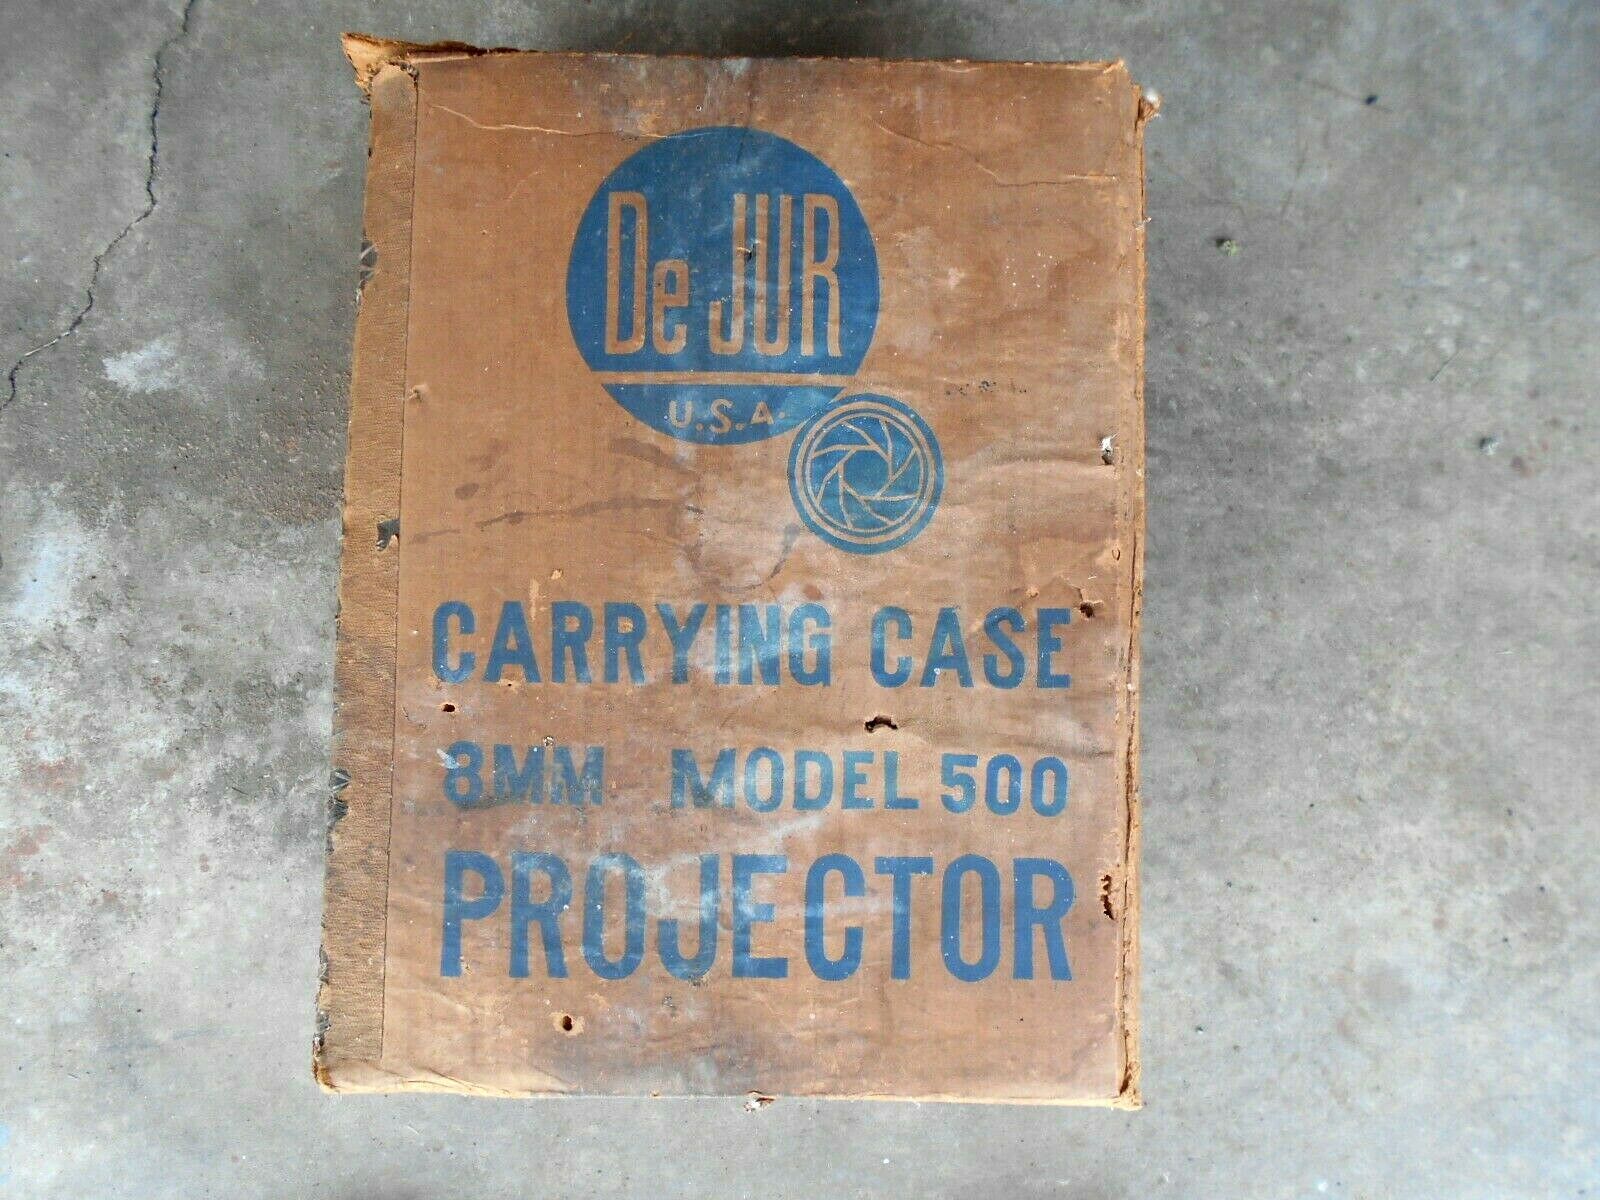 De JUR
U.S.A.
CARRYING CASE
8MM MODEL 500
PROJECTOR